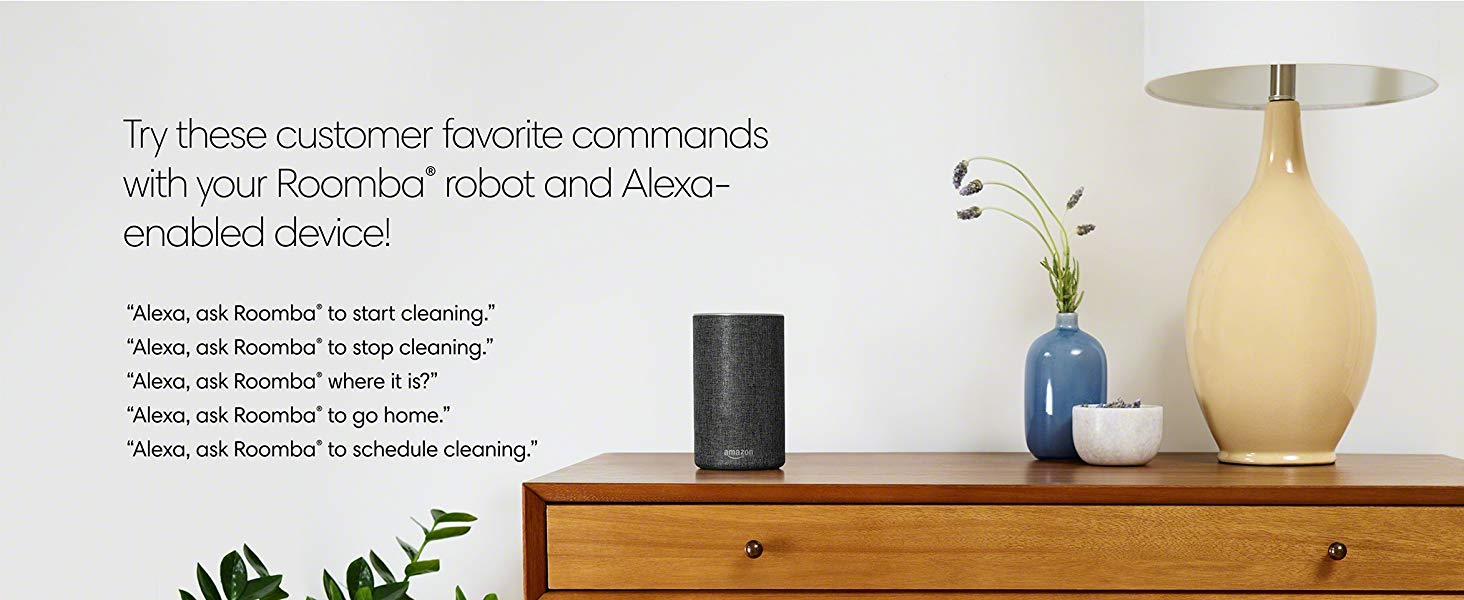 Try these customer favorite commands
with your Roomba® robot and Alexa-
enabled device!
“Alexa, ask Roomba® to start cleaning.”
“Alexa, ask Roomba® to stop cleaning.”
“Alexa, ask Roomba® where it is?”
“Alexa, ask Roomba® to go home.”
“Alexa, ask Roomba® to schedule cleaning.”
amazon